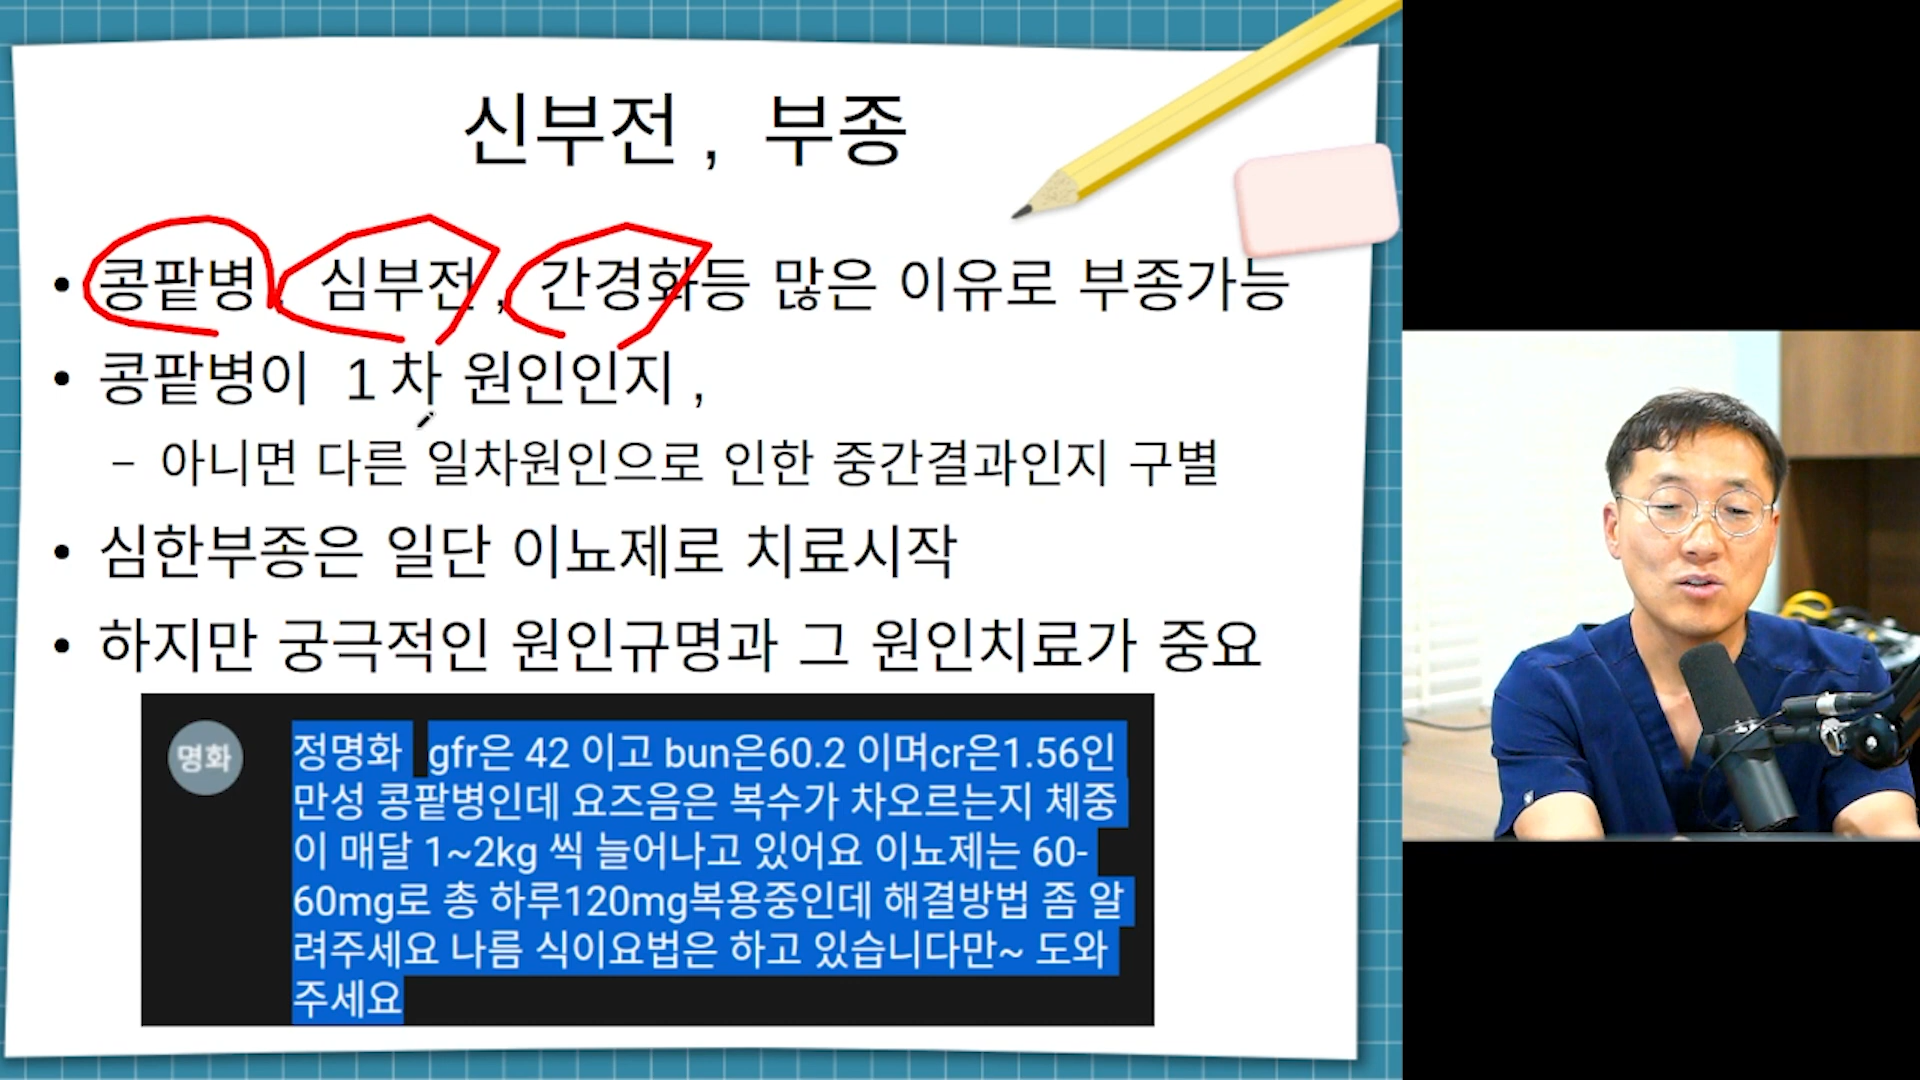 신부전 , 부종
• 콩팥병 , 심부전 , 간경화등 많은 이유로 부종가능
• 콩팥병이 1차 원인인지 ,
– 아니면 다른 일차원인으로 인한 중간결과인지 구별
• 심한부종은 일단 이뇨제로 치료시작
• 하지만 궁극적인 원인규명과 그 원인치료가 중요
명화
정명화 gfr은 42 이고 bun은60.2 이며cr은1.56인
만성 콩팥병인데 요즈음은 복수가 차오르는지 체중
이 매달 1~2kg 씩 늘어나고 있어요 이뇨제는 60-
60mg로 총 하루120mg복용중인데 해결방법 좀 알
려주세요 나름 식이요법은 하고 있습니다만~ 도와
주세요